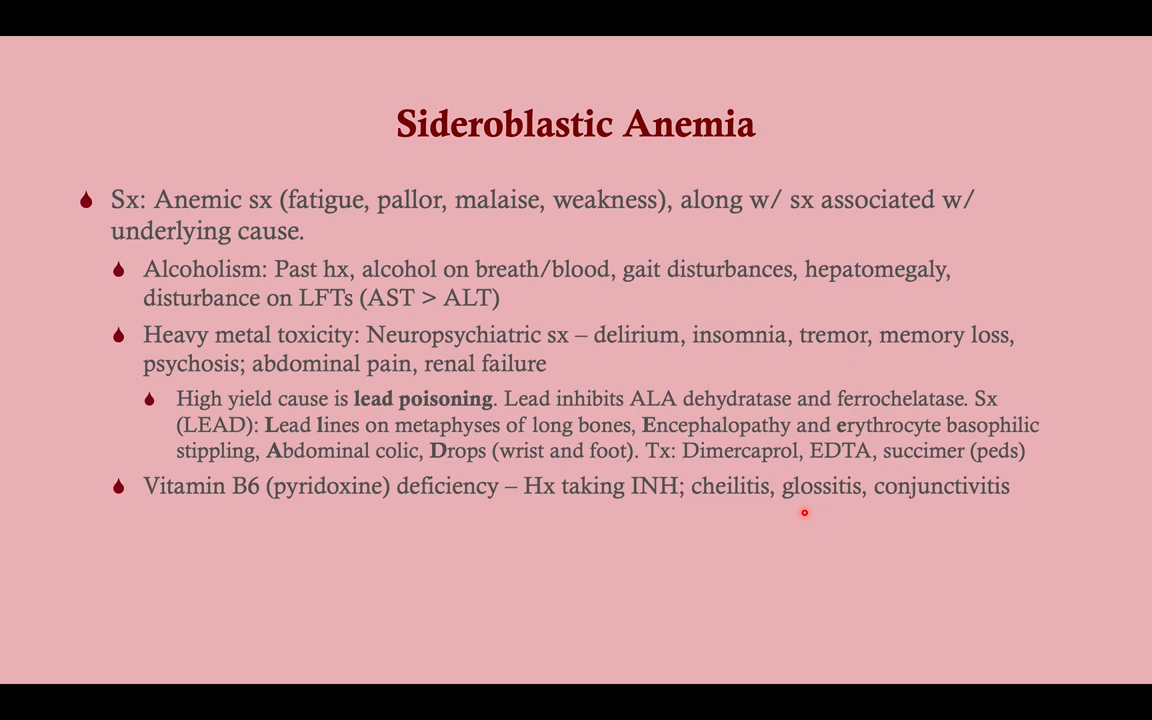 Sideroblastic Anemia
Sx: Anemic sx (fatigue, pallor, malaise, weakness), along w/ sx associated w/
underlying cause.
Alcoholism: Past hx, alcohol on breath/blood, gait disturbances, hepatomegaly,
disturbance on LFTs (AST > ALT)
Heavy metal toxicity: Neuropsychiatric sx – delirium, insomnia, tremor, memory loss,
psychosis; abdominal pain, renal failure
High yield cause is lead poisoning. Lead inhibits ALA dehydratase and ferrochelatase. Sx
(LEAD): Lead lines on metaphyses of long bones, Encephalopathy and erythrocyte basophilic
stippling, Abdominal colic, Drops (wrist and foot). Tx: Dimercaprol, EDTA, succimer (peds)
Vitamin B6 (pyridoxine) deficiency – Hx taking INH; cheilitis, glossitis, conjunctivitis